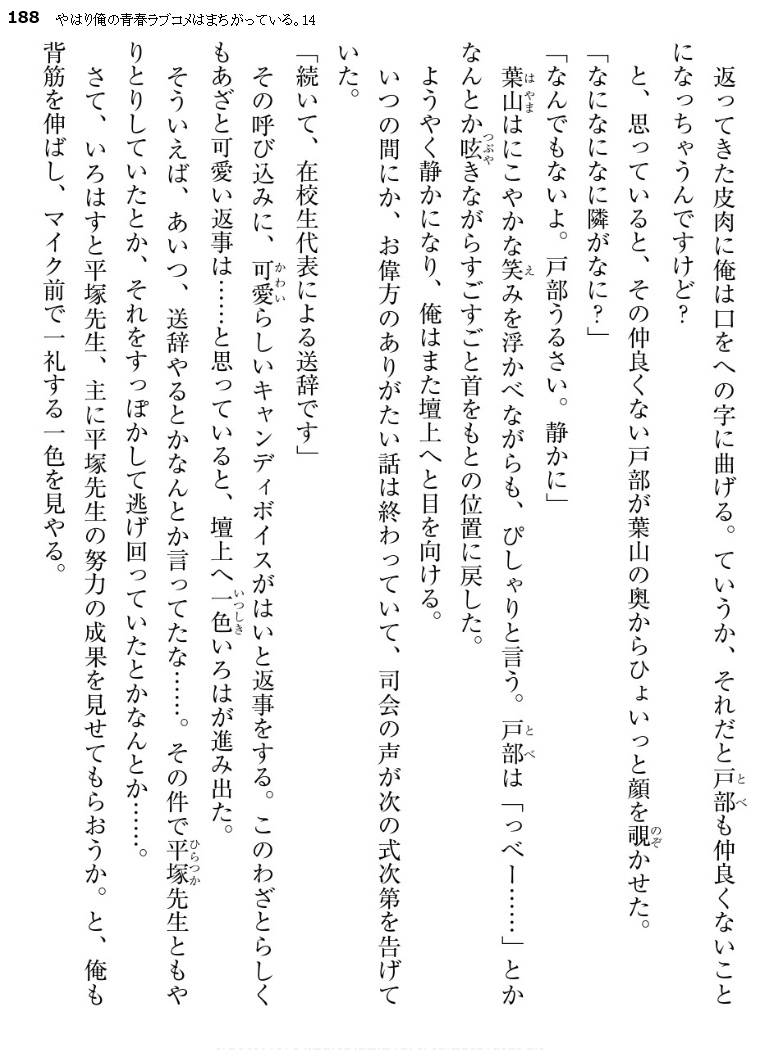 188 やはり俺の青春ラブコメはまちがっている。14
　返ってきた皮肉に俺は口をへの字に曲げる。ていうか、それだと戸部も仲良くないこと
になっちゃうんですけど？
　と、思っていると、その仲良くない戸部が葉山の奥からひょいっと顔を覗かせた。
「なになになに隣がなに？」
「なんでもないよ。戸部うるさい。静かに」
　葉山はにこやかな笑みを浮かべながらも、ぴしゃりと言う。戸部は「っべー……」とか
なんとか呟きながらすごすごと首をもとの位置に戻した。
　ようやく静かになり、俺はまた壇上へと目を向ける。
　いつの間にか、お偉方のありがたい話は終わっていて、司会の声が次の式次第を告げて
いた。
「続いて、在校生代表による送辞です」
　その呼び込みに、可愛らしいキャンディボイスがはいと返事をする。このわざとらしく
もあざと可愛い返事は……と思っていると、壇上へ一色いろはが進み出た。
　そういえば、あいつ、送辞やるとかなんとか言ってたな……。その件で平塚先生ともや
りとりしていたとか、それをすっぽかして逃げ回っていたとかなんとか……。
　さて、いろはすと平塚先生、主に平塚先生の努力の成果を見せてもらおうか。と、俺も
背筋を伸ばし、マイク前で一礼する一色を見やる。